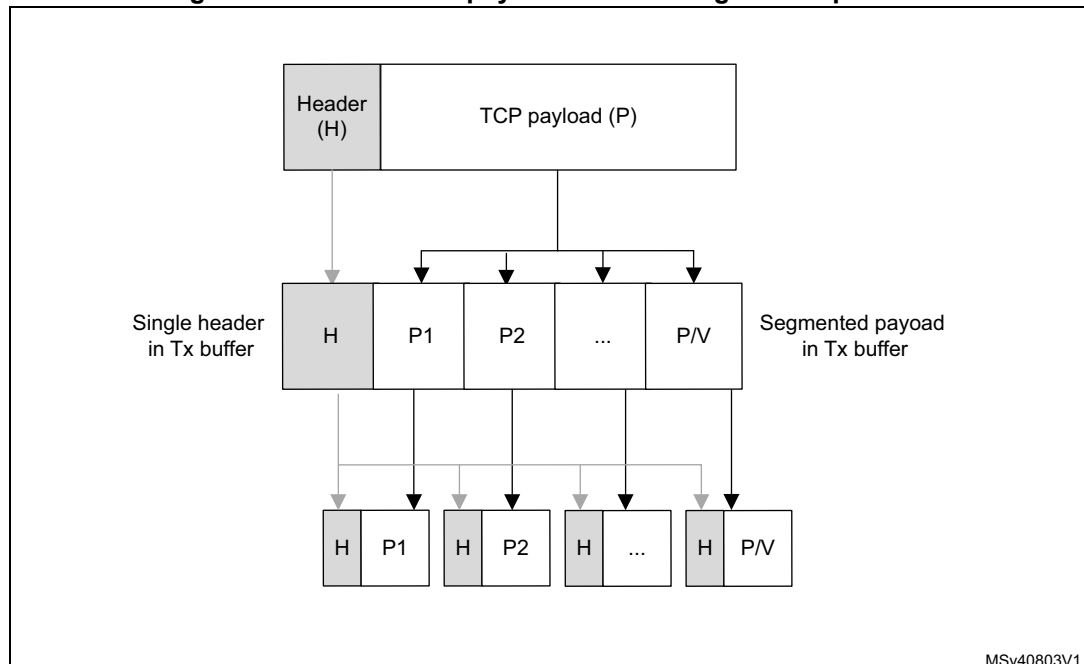 Header
(H)
TCP payload (P)
Single header
in Tx buffer
H
P1
P2
...
P/V
Segmented payoad
in Tx buffer
H
P1
H
P2
H
...
H
P/V
MSv40803V1